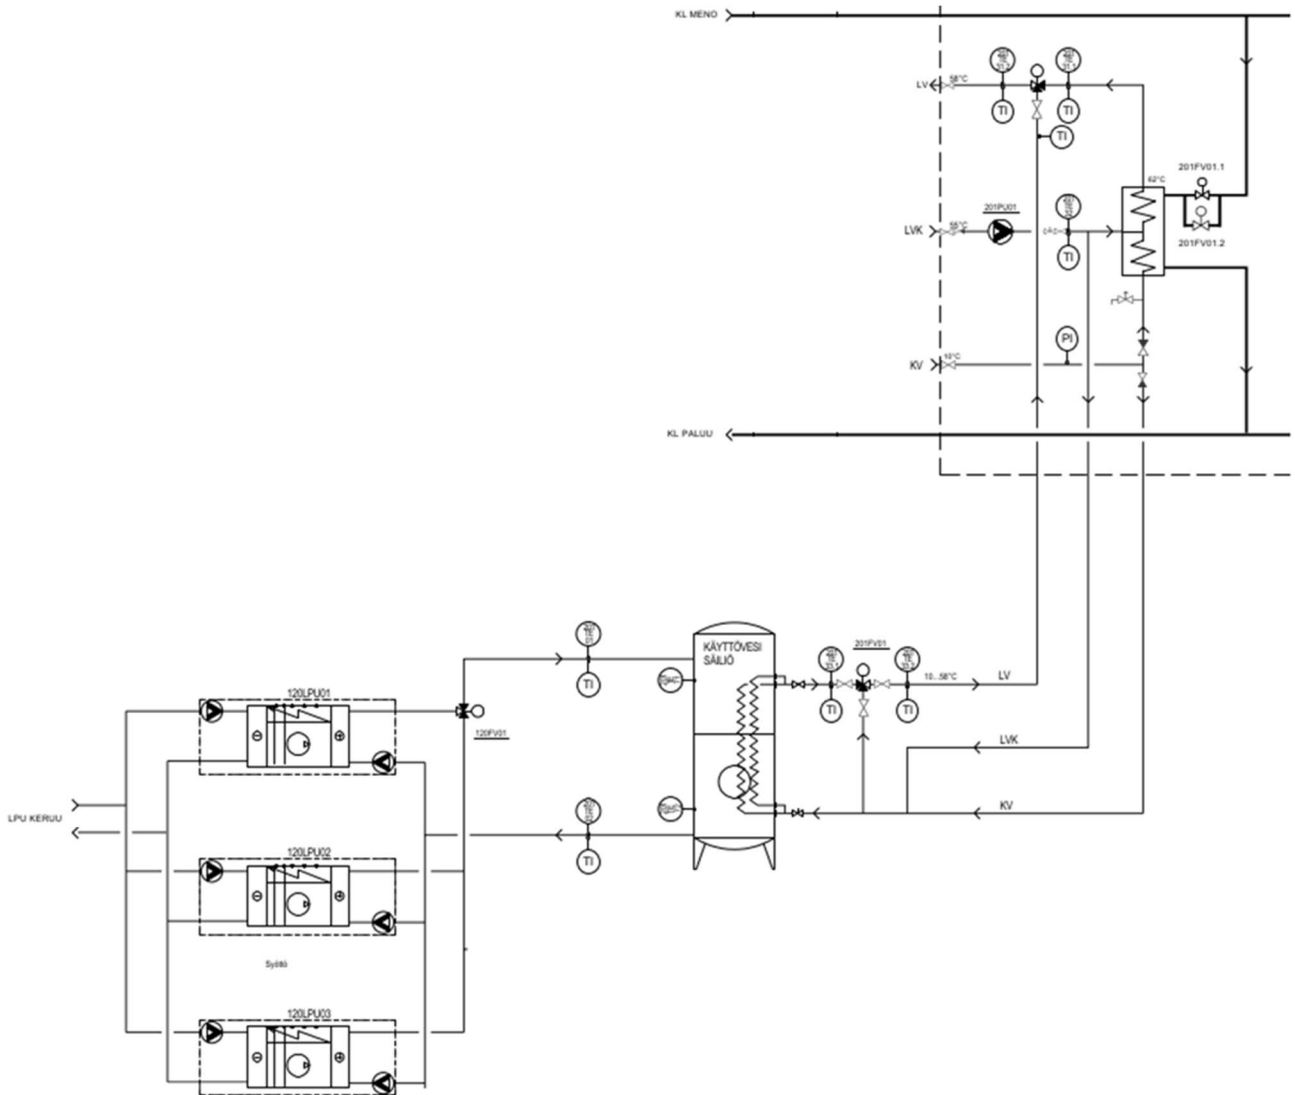 KL MENO
LV
58°C
TI
TI
TI
62°C
201FV01.1
201PU01
LVK
55°C
201FV01.2
TI
PI
KV
10°C
KL PALUU
KÄYTTÖVESI
SÄILIÖ
201FV01
TI
10...58°C
LV
TI
TI
120LPU01
120FV01
LVK
LPU KERUU
KV
TI
120LPU02
Syöttö
120LPU03